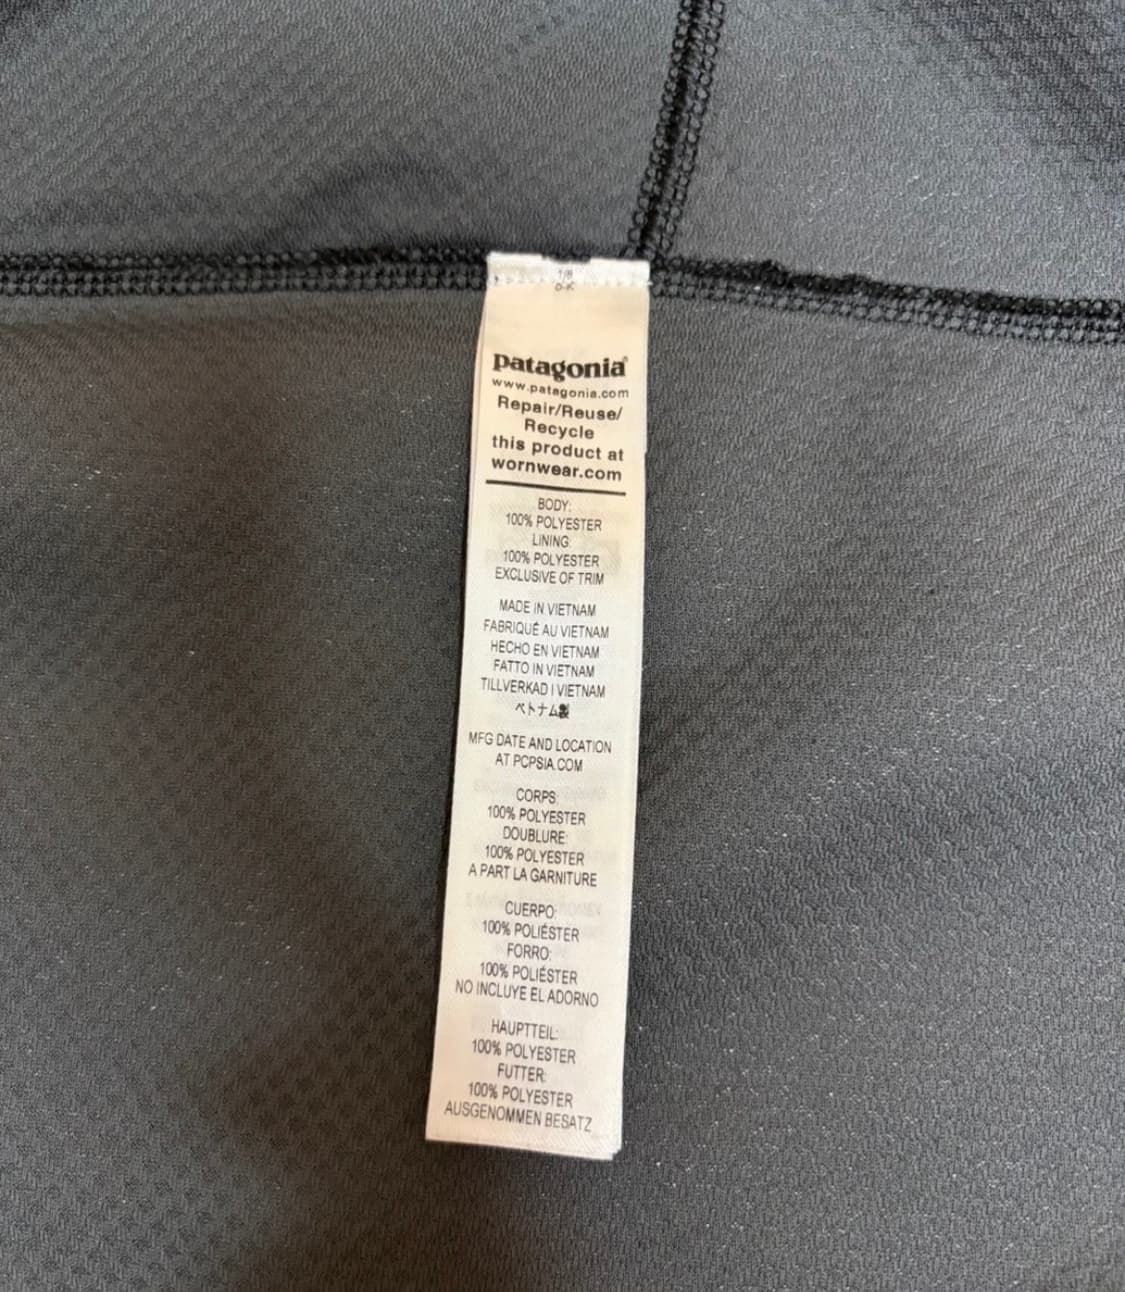 1/8
patagonia®
www.patagonia.com
Repair/Reuse/
Recycle
this product at
wornwear.com
BODY:
100% POLYESTER
LINING:
100% POLYESTER
EXCLUSIVE OF TRIM
MADE IN VIETNAM
FABRIQUÉ AU VIETNAM
HECHO EN VIETNAM
FATTO IN VIETNAM
TILLVERKAD I VIETNAM
ベトナム製
MFG DATE AND LOCATION
AT PCPSIA.COM
CORPS:
100% POLYESTER
DOUBLURE:
100% POLYESTER
A PART LA GARNITURE
CUERPO:
100% POLIÉSTER
FORRO:
100% POLIÉSTER
NO INCLUYE EL ADORNO
HAUPTTEIL:
100% POLYESTER
FUTTER:
100% POLYESTER
AUSGENOMMEN BESATZ